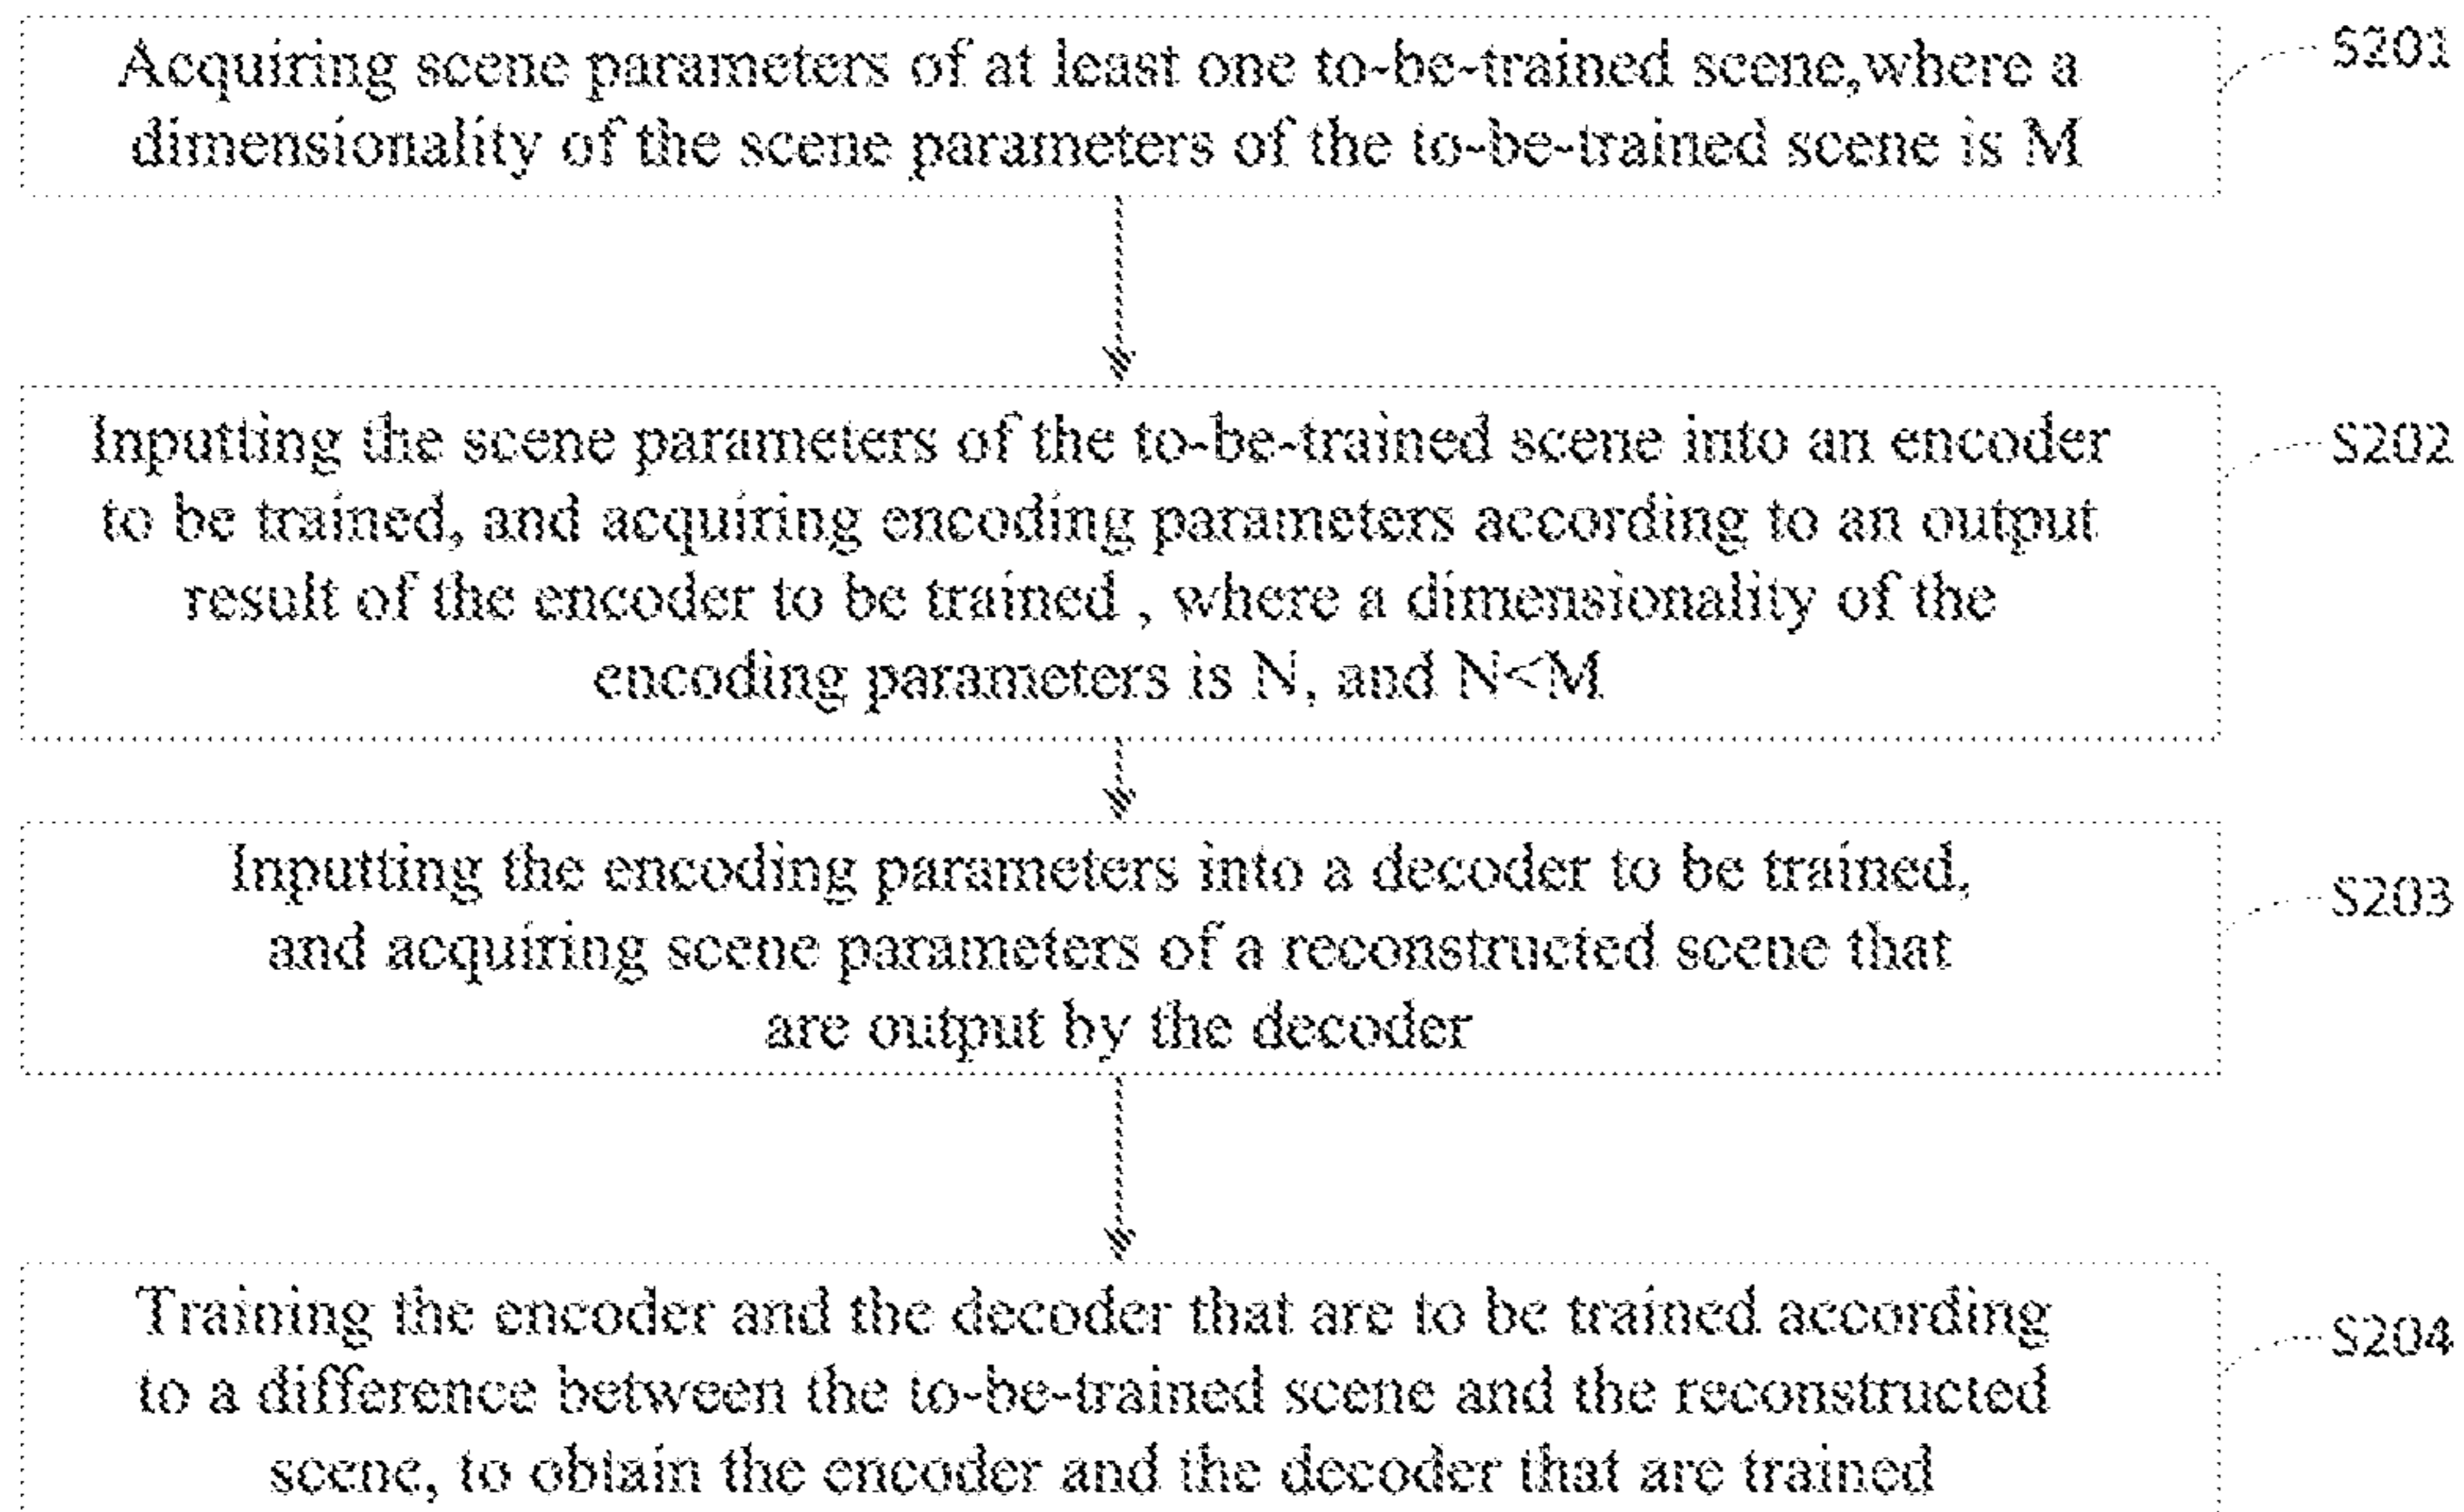 Acquiring scene parameters of at least one to-be-trained scene,where a
dimensionality of the scene parameters of the to-be-trained scene is M
S201
Inputting the scene parameters of the to-be-trained scene into an encoder
to be trained, and acquiring encoding parameters according to an output
result of the encoder to be trained , where a dimensionality of the
encoding parameters is N, and N<M
S202
Inputting the encoding parameters into a decoder to be trained,
and acquiring scene parameters of a reconstructed scene that
are output by the decoder
S203
Training the encoder and the decoder that are to be trained according
to a difference between the to-be-trained scene and the reconstructed
scene, to obtain the encoder and the decoder that are trained
S204